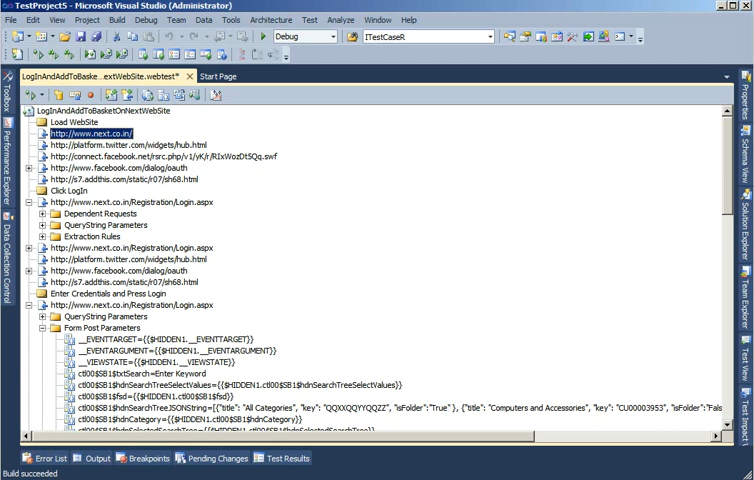 TestProject5 - Microsoft Visual Studio (Administrator)
File Edit View Project Build Debug Team Data Tools Architecture Test Analyze Window Help
Debug ITestCaseR
LogInAndAddToBaske...extWebSite.webtest* Start Page
LogInAndAddToBasketOnNextWebSite
Load WebSite
http://www.next.co.in/
http://platform.twitter.com/widgets/hub.html
http://connect.facebook.net/rsrc.php/v1/yK/r/RIxWozDt5Qq.swf
http://www.facebook.com/dialog/oauth
http://s7.addthis.com/static/r07/sh68.html
Click LogIn
http://www.next.co.in/Registration/Login.aspx
Dependent Requests
QueryString Parameters
Extraction Rules
http://www.next.co.in/Registration/Login.aspx
http://platform.twitter.com/widgets/hub.html
http://www.facebook.com/dialog/oauth
http://s7.addthis.com/static/r07/sh68.html
Enter Credentials and Press Login
http://www.next.co.in/Registration/Login.aspx
QueryString Parameters
Form Post Parameters
__EVENTTARGET={{$HIDDEN1.__EVENTTARGET}}
__EVENTARGUMENT={{$HIDDEN1.__EVENTARGUMENT}}
__VIEWSTATE={{$HIDDEN1.__VIEWSTATE}}
ctl00$SB1$txtSearch=Enter Keyword
ctl00$SB1$hdnSearchTreeSelectValues={{$HIDDEN1.ctl00$SB1$hdnSearchTreeSelectValues}}
ctl00$SB1$fsd={{$HIDDEN1.ctl00$SB1$fsd}}
ctl00$SB1$hdnSearchTreeJSONString=[{"title": "All Categories", "key": "QQXXQQYYQQZZ", "isFolder":"True" }, {"title": "Computers and Accessories", "key": "CU00003953", "isFolder":"Fals
ctl00$SB1$hdnCategory={{$HIDDEN1.ctl00$SB1$hdnCategory}}
ctl00$SB1$hdnSelectedSearchTree={{$HIDDEN1.ctl00$SB1$hdnSelectedSearchTree}}
Toolbox
Performance Explorer
Data Collection Control
Properties
Schema View
Solution Explorer
Team Explorer
Test View
Test Impact V
Error List Output Breakpoints Pending Changes Test Results
Build succeeded